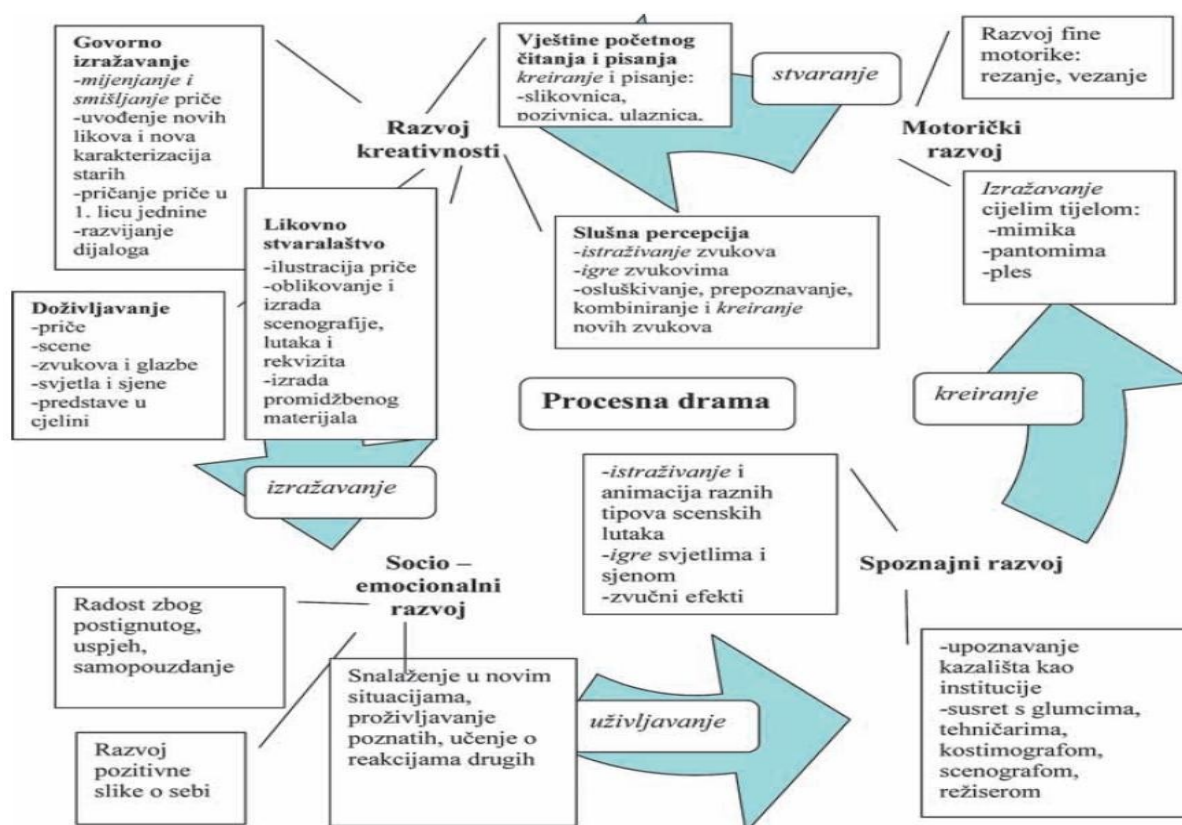 Govorno
izražavanje
-mijenjanje i
smišljanje priče
-uvođenje novih
likova i nova
karakterizacija
starih
-pričanje priče u
1. licu jednine
-razvijanje
dijaloga
Vještine početnog
čitanja i pisanja
kreiranje i pisanje:
-slikovnica,
pozivnica, ulaznica,
stvaranje
Razvoj fine
motorike:
rezanje, vezanje
Razvoj
kreativnosti
Motorički
razvoj
Likovno
stvaralaštvo
-ilustracija priče
-oblikovanje i
izrada
scenografije,
lutaka i
rekvizita
-izrada
promidžbenog
materijala
Slušna percepcija
-istraživanje zvukova
-igre zvukovima
-osluškivanje, prepoznavanje,
kombiniranje i kreiranje
novih zvukova
Izražavanje
cijelim tijelom:
-mimika
-pantomima
-ples
Doživljavanje
-priče
-scene
-zvukova i glazbe
-svjetla i sjene
-predstave u
cjelini
Procesna drama
kreiranje
izražavanje
-istraživanje i
animacija raznih
tipova scenskih
lutaka
-igre svjetlima i
sjenom
-zvučni efekti
Socio –
emocionalni
razvoj
Spoznajni razvoj
Radost zbog
postignutog,
uspjeh,
samopouzdanje
Snalaženje u novim
situacijama,
proživljavanje
poznatih, učenje o
reakcijama drugih
uživljavanje
-upoznavanje
kazališta kao
institucije
-susret s glumcima,
tehničarima,
kostimografom,
scenografom,
režiserom
Razvoj
pozitivne
slike o sebi